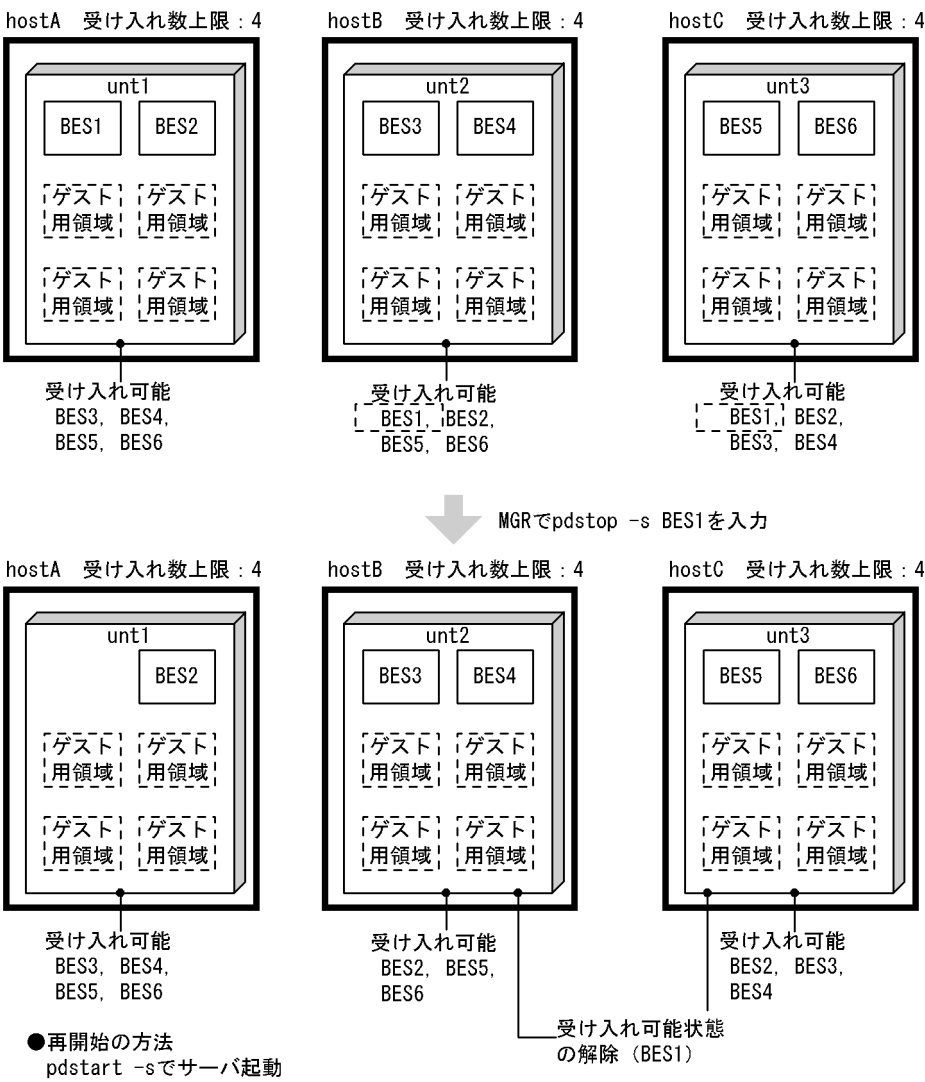 hostA 受け入れ数上限：4
unt1
BES1
BES2
ゲスト
用領域
ゲスト
用領域
ゲスト
用領域
ゲスト
用領域
受け入れ可能
BES3, BES4,
BES5, BES6
hostB 受け入れ数上限：4
unt2
BES3
BES4
ゲスト
用領域
ゲスト
用領域
ゲスト
用領域
ゲスト
用領域
受け入れ可能
BES1, BES2,
BES5, BES6
hostC 受け入れ数上限：4
unt3
BES5
BES6
ゲスト
用領域
ゲスト
用領域
ゲスト
用領域
ゲスト
用領域
受け入れ可能
BES1, BES2,
BES3, BES4
MGRでpdstop -s BES1を入力
hostA 受け入れ数上限：4
unt1
BES2
ゲスト
用領域
ゲスト
用領域
ゲスト
用領域
ゲスト
用領域
受け入れ可能
BES3, BES4,
BES5, BES6
hostB 受け入れ数上限：4
unt2
BES3
BES4
ゲスト
用領域
ゲスト
用領域
ゲスト
用領域
ゲスト
用領域
受け入れ可能
BES2, BES5,
BES6
hostC 受け入れ数上限：4
unt3
BES5
BES6
ゲスト
用領域
ゲスト
用領域
ゲスト
用領域
ゲスト
用領域
受け入れ可能
BES2, BES3,
BES4
受け入れ可能状態
の解除（BES1）
●再開始の方法
pdstart -sでサーバ起動